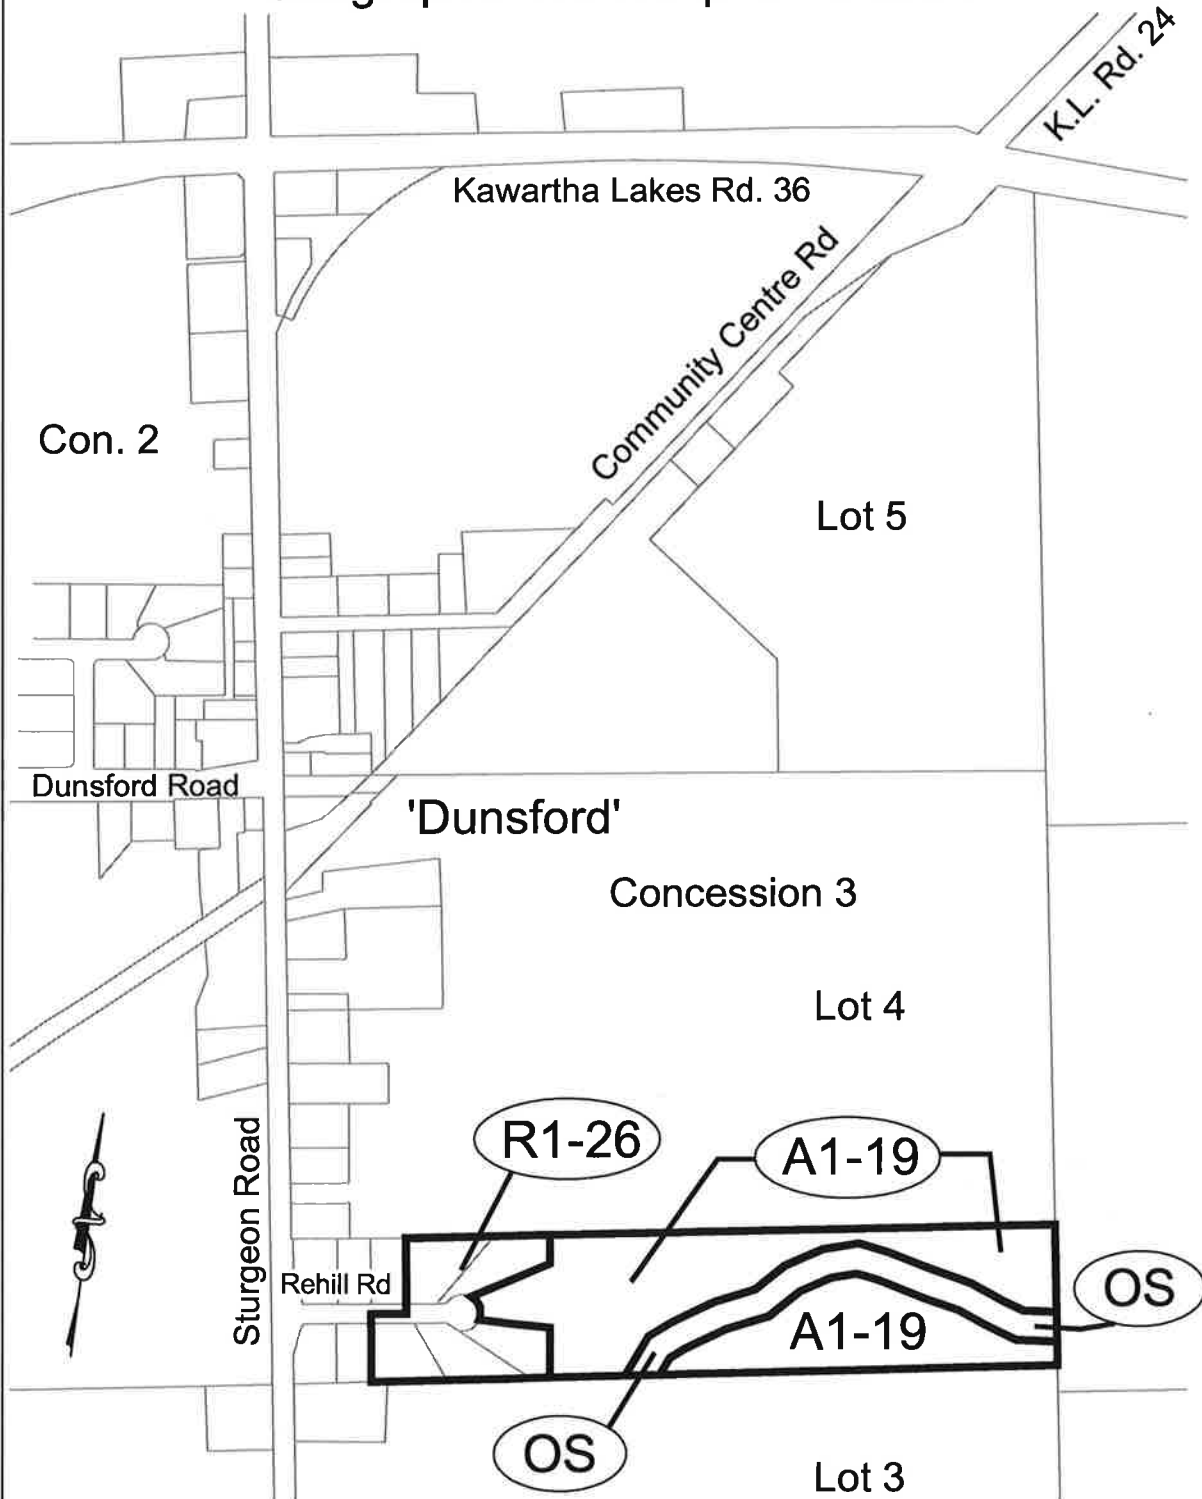 K.L. Rd. 24
Kawartha Lakes Rd. 36
Community Centre Rd
Con. 2
Lot 5
Dunsford Road
'Dunsford'
Concession 3
Lot 4
Sturgeon Road
R1-26
A1-19
Rehill Rd
OS
A1-19
OS
Lot 3